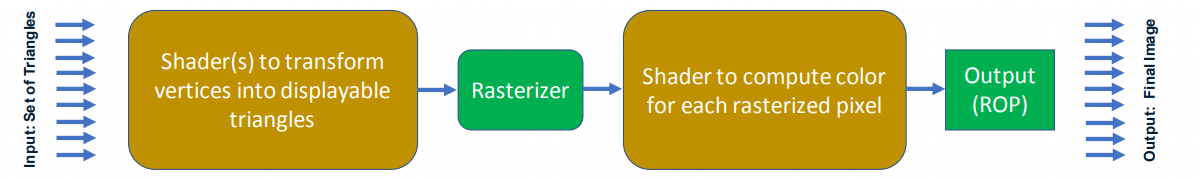 Input: Set of Triangles
Shader(s) to transform
vertices into displayable
triangles
Rasterizer
Shader to compute color
for each rasterized pixel
Output
(ROP)
Output: Final Image